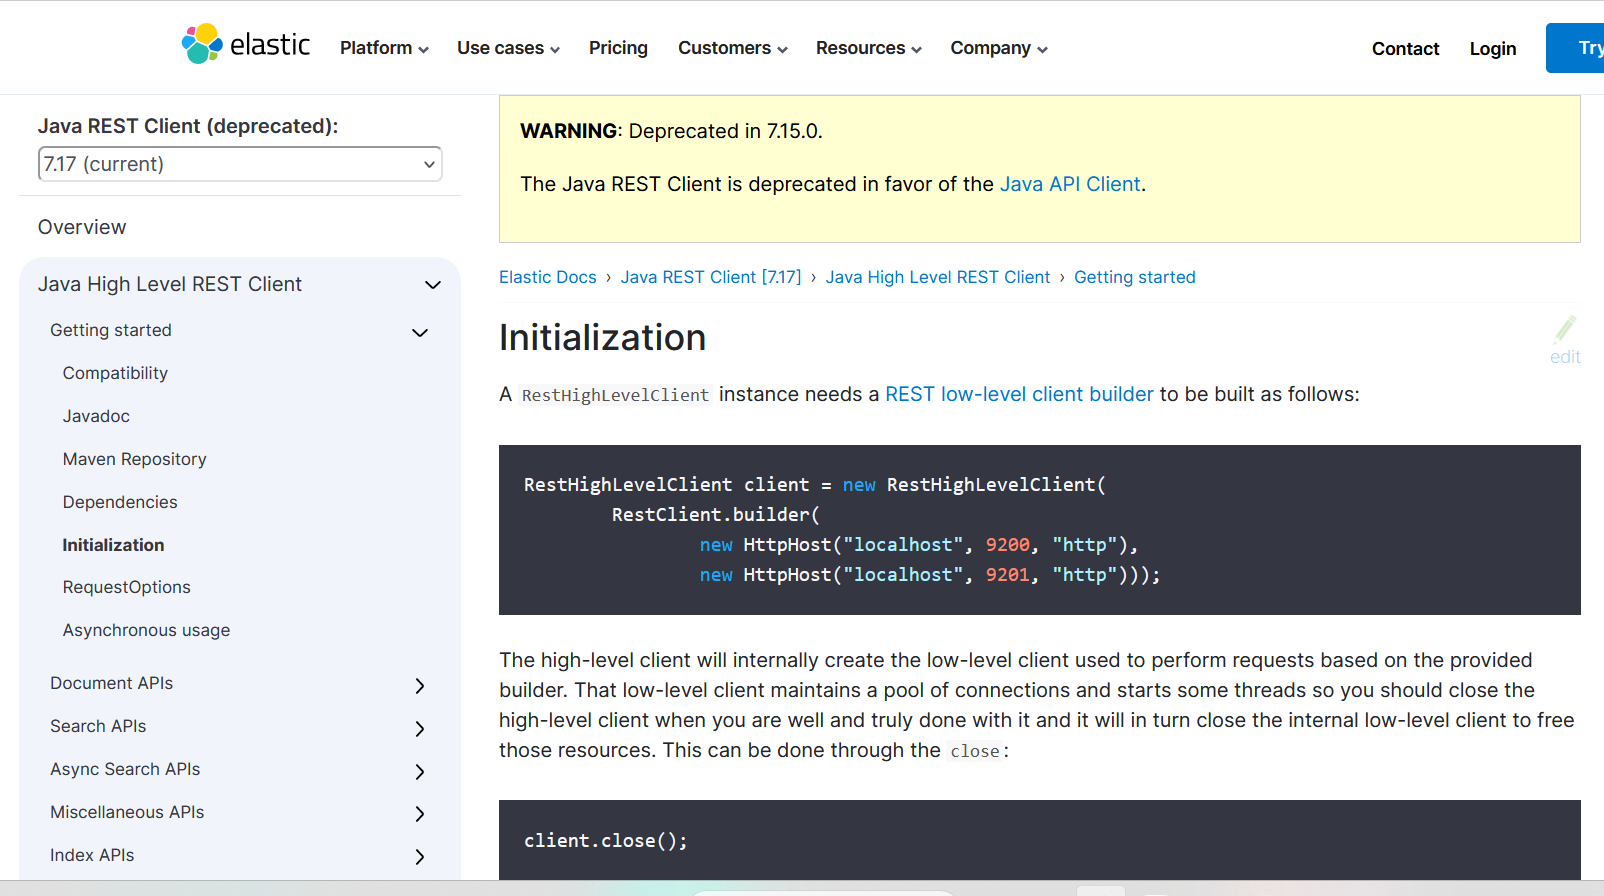 elastic Platform Use cases Pricing Customers Resources Company Contact Login Try
Java REST Client (deprecated):
7.17 (current)
Overview
Java High Level REST Client
Getting started
Compatibility
Javadoc
Maven Repository
Dependencies
Initialization
RequestOptions
Asynchronous usage
Document APIs
Search APIs
Async Search APIs
Miscellaneous APIs
Index APIs
WARNING: Deprecated in 7.15.0.
The Java REST Client is deprecated in favor of the Java API Client.
Elastic Docs › Java REST Client [7.17] › Java High Level REST Client › Getting started
Initialization
edit
A RestHighLevelClient instance needs a REST low-level client builder to be built as follows:
RestHighLevelClient client = new RestHighLevelClient(
RestClient.builder(
new HttpHost("localhost", 9200, "http"),
new HttpHost("localhost", 9201, "http")));
The high-level client will internally create the low-level client used to perform requests based on the provided
builder. That low-level client maintains a pool of connections and starts some threads so you should close the
high-level client when you are well and truly done with it and it will in turn close the internal low-level client to free
those resources. This can be done through the close:
client.close();